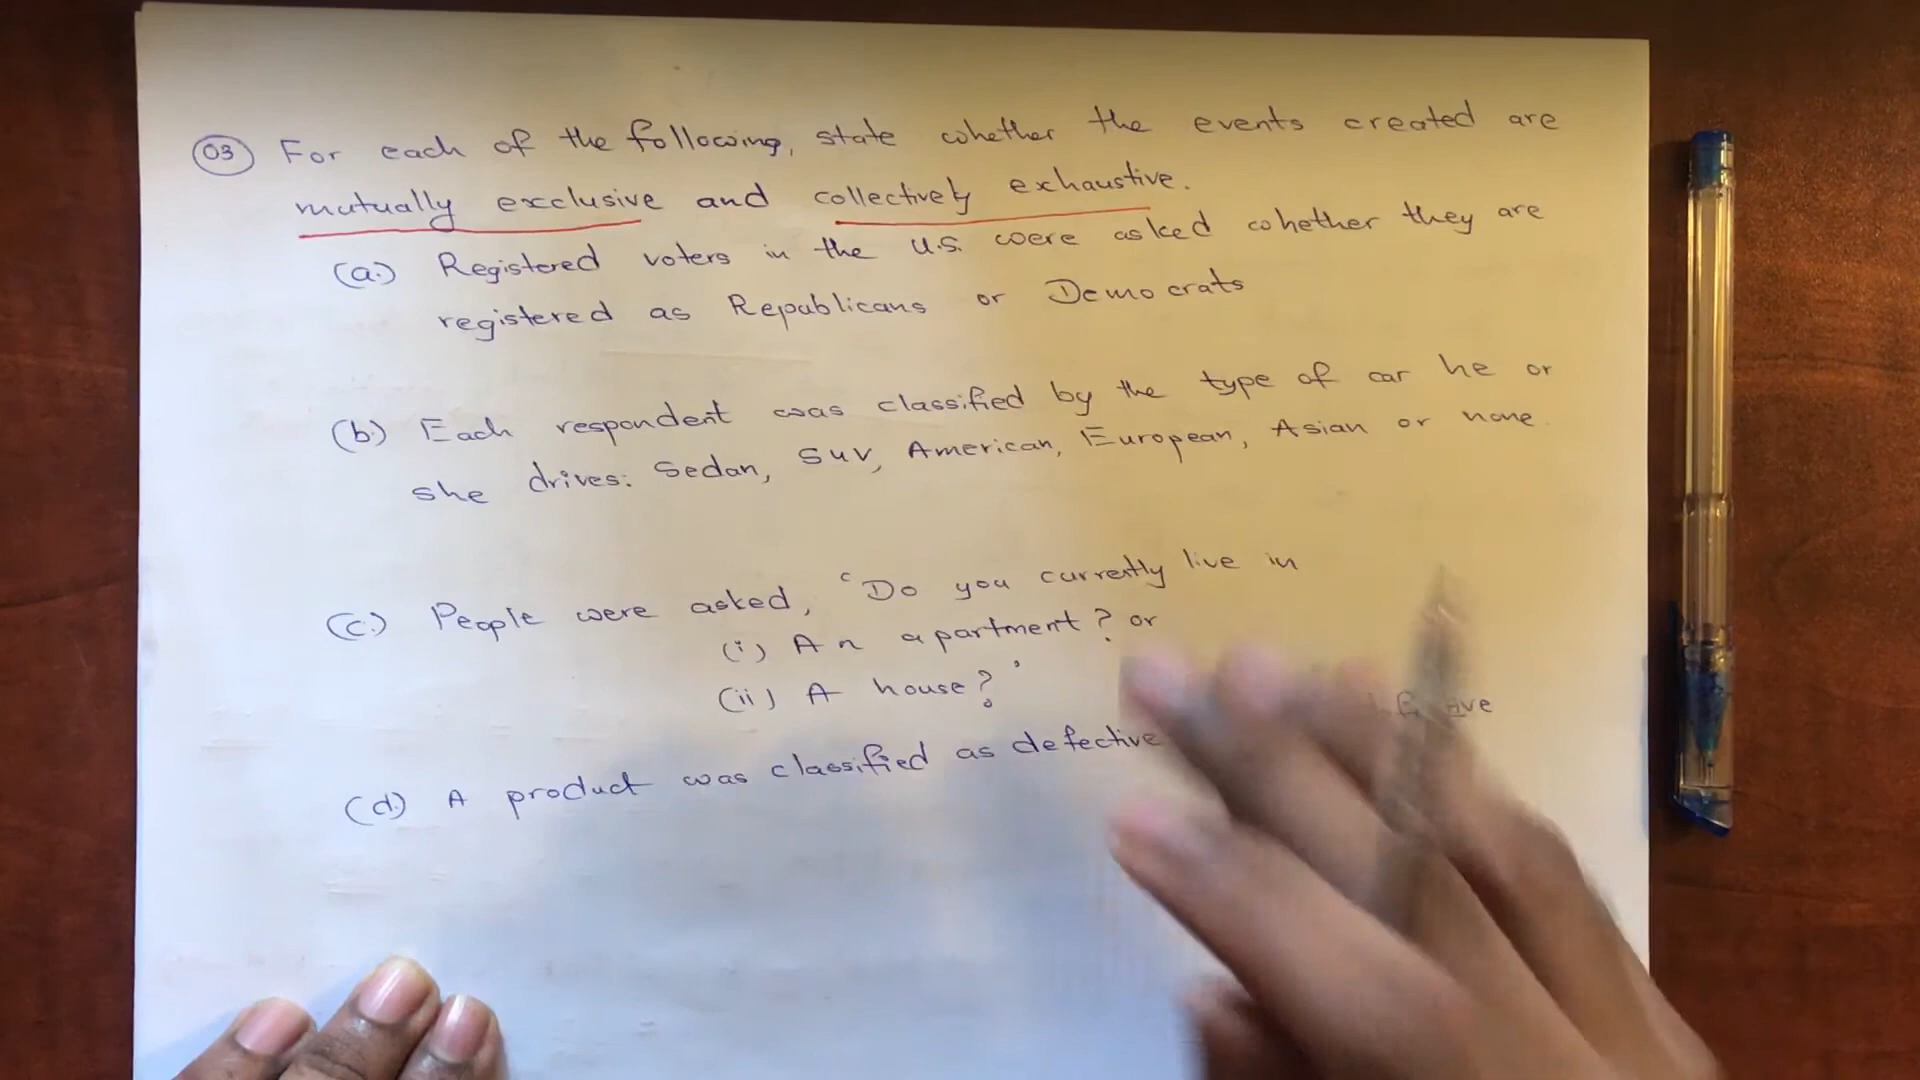 03 For each of the following, state whether the events created are
mutually exclusive and collectively exhaustive.
(a.) Registered voters in the U.S. were asked whether they are
registered as Republicans or Democrats
(b.) Each respondent was classified by the type of car he or
she drives: Sedan, SUV, American, European, Asian or none.
(c.) People were asked, 'Do you currently live in
(i) An apartment? or
(ii) A house?'
(d.) A product was classified as defective